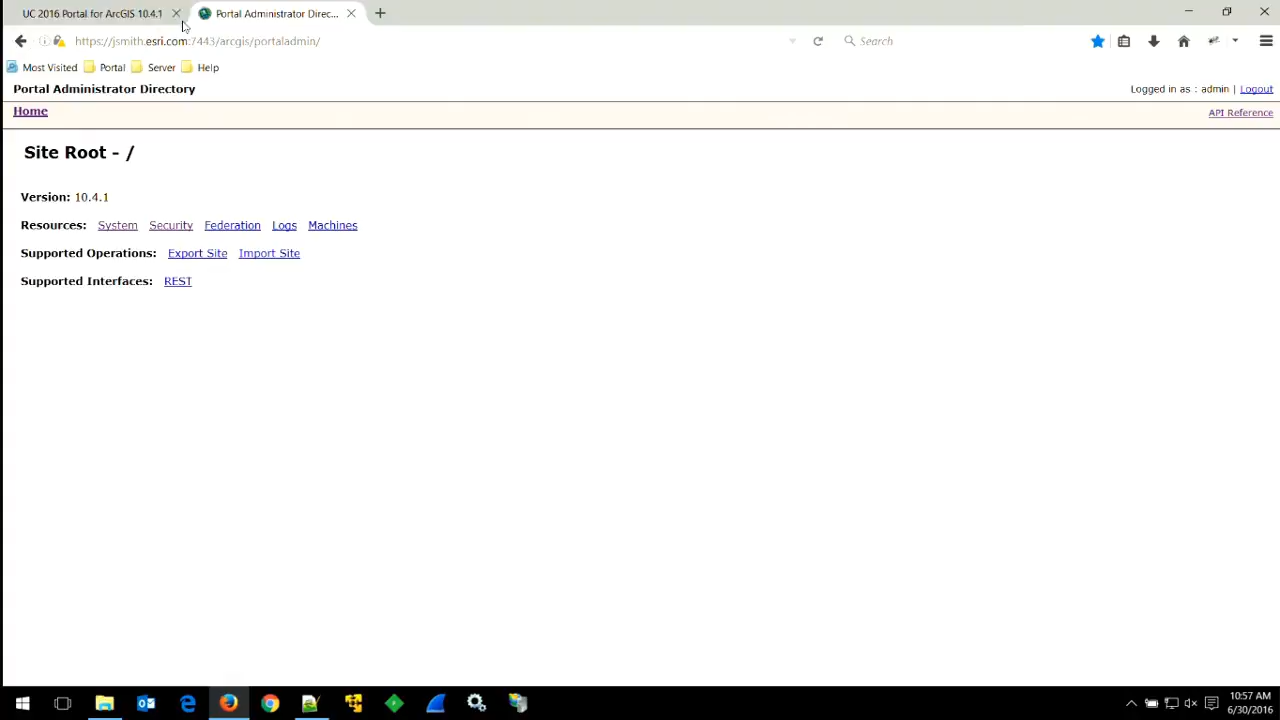 UC 2016 Portal for ArcGIS 10.4.1 Portal Administrator Direc...
https://jsmith.esri.com:7443/arcgis/portaladmin/ Search
Most Visited Portal Server Help
Portal Administrator Directory Logged in as : admin | Logout
Home API Reference
Site Root - /
Version: 10.4.1
Resources: System Security Federation Logs Machines
Supported Operations: Export Site Import Site
Supported Interfaces: REST
10:57 AM
6/30/2016